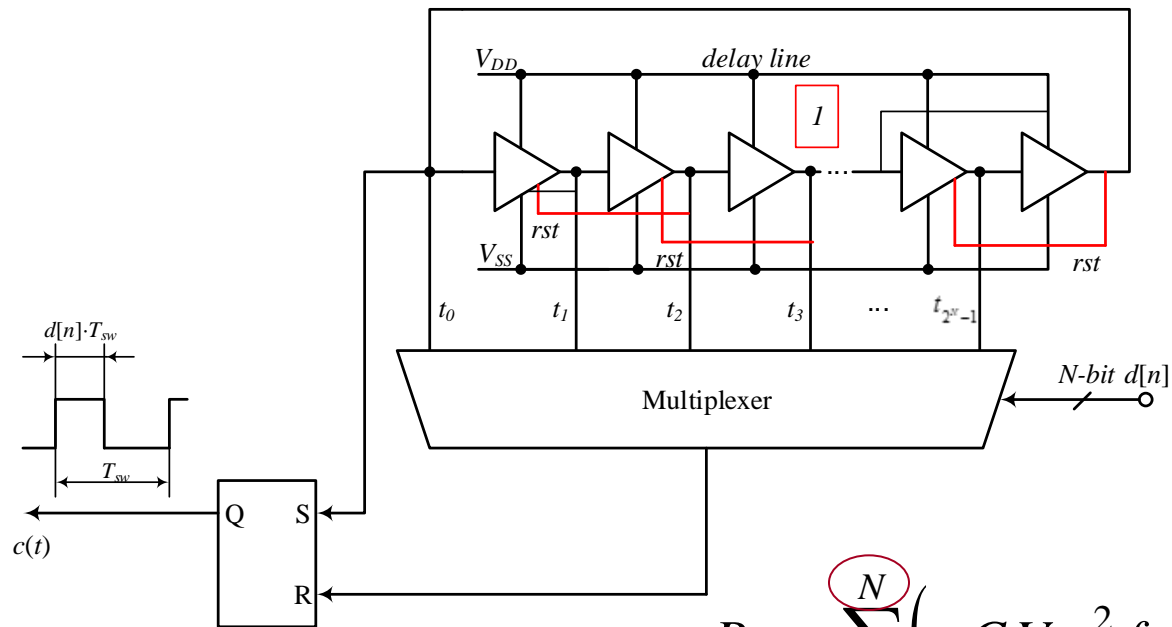 V_DD
delay line
1
...
rst
rst
rst
V_SS
t_0
t_1
t_2
t_3
...
t_{2^N-1}
d[n]·T_sw
N-bit d[n]
Multiplexer
T_sw
Q
S
c(t)
R
N
∑( C V ² f